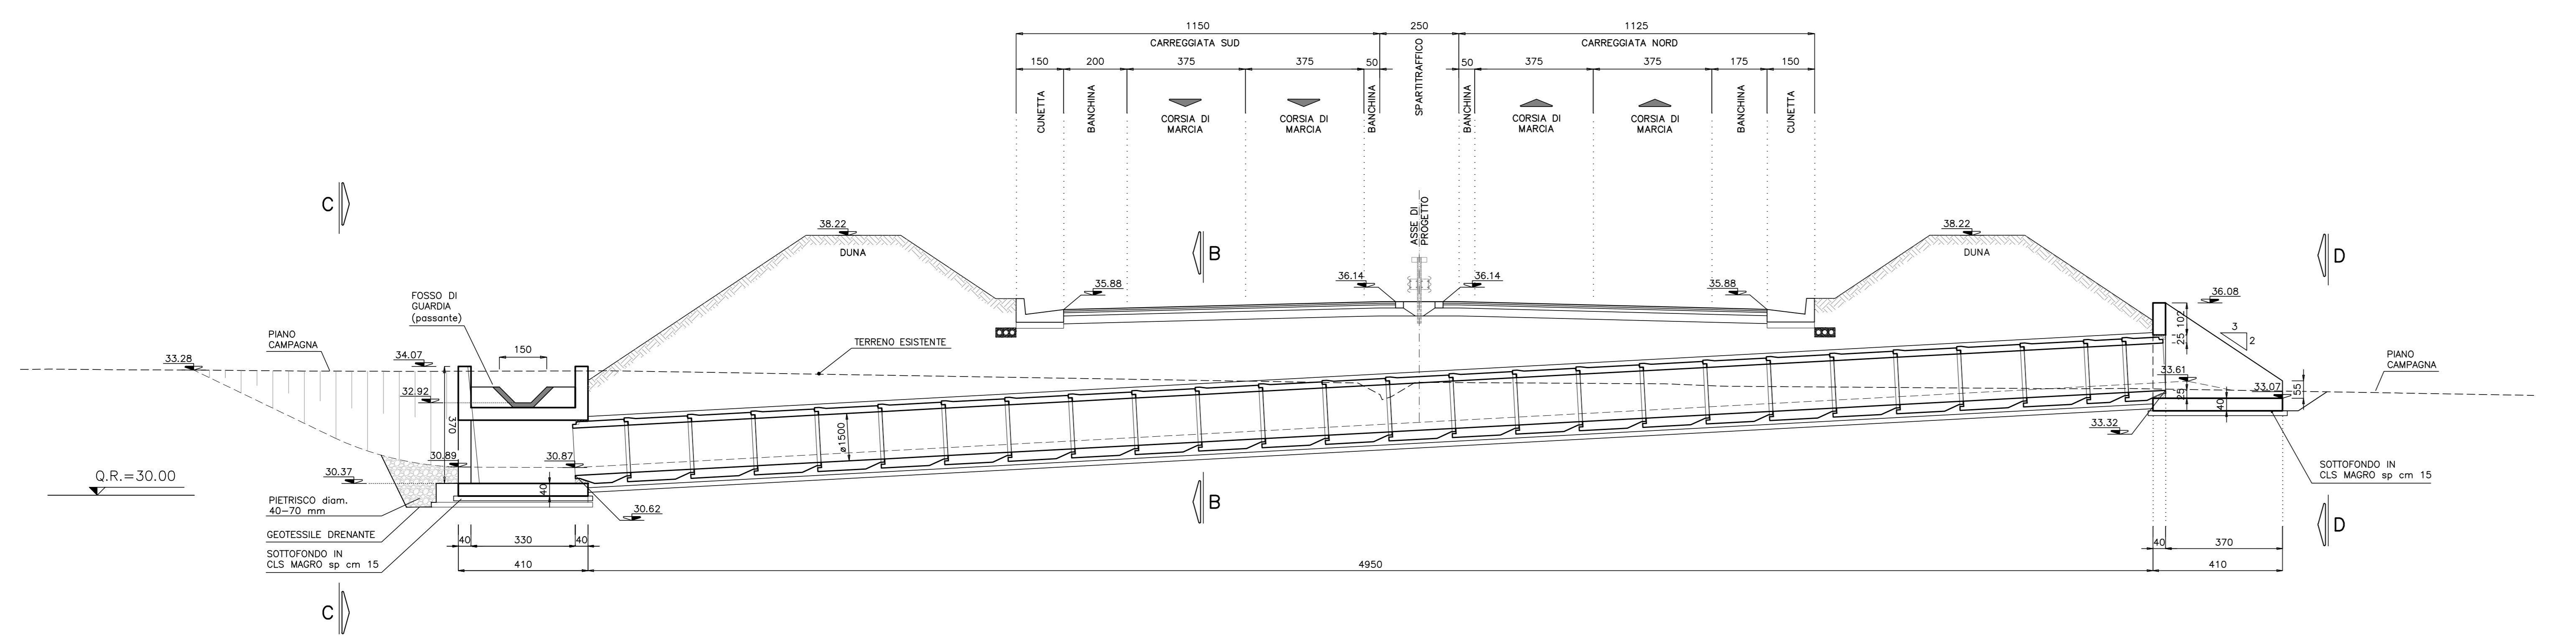 1150
250
1125
CARREGGIATA SUD
SPARTITRAFFICO
CARREGGIATA NORD
150
200
375
375
50
50
375
375
175
150
CUNETTA
BANCHINA
CORSIA DI
MARCIA
CORSIA DI
MARCIA
BANCHINA
BANCHINA
CORSIA DI
MARCIA
CORSIA DI
MARCIA
BANCHINA
CUNETTA
C
38.22
DUNA
B
ASSE DI
PROGETTO
38.22
DUNA
D
36.14
36.14
35.88
35.88
36.08
FOSSO DI
GUARDIA
(passante)
102
25
3
2
PIANO
CAMPAGNA
TERRENO ESISTENTE
150
33.28
34.07
PIANO
CAMPAGNA
32.92
370
33.61
33.07
25
40
55
ø1500
33.32
30.89
30.87
Q.R.=30.00
30.37
40
SOTTOFONDO IN
CLS MAGRO sp cm 15
PIETRISCO diam.
40-70 mm
30.62
B
D
GEOTESSILE DRENANTE
40
330
40
40
370
SOTTOFONDO IN
CLS MAGRO sp cm 15
410
4950
410
C